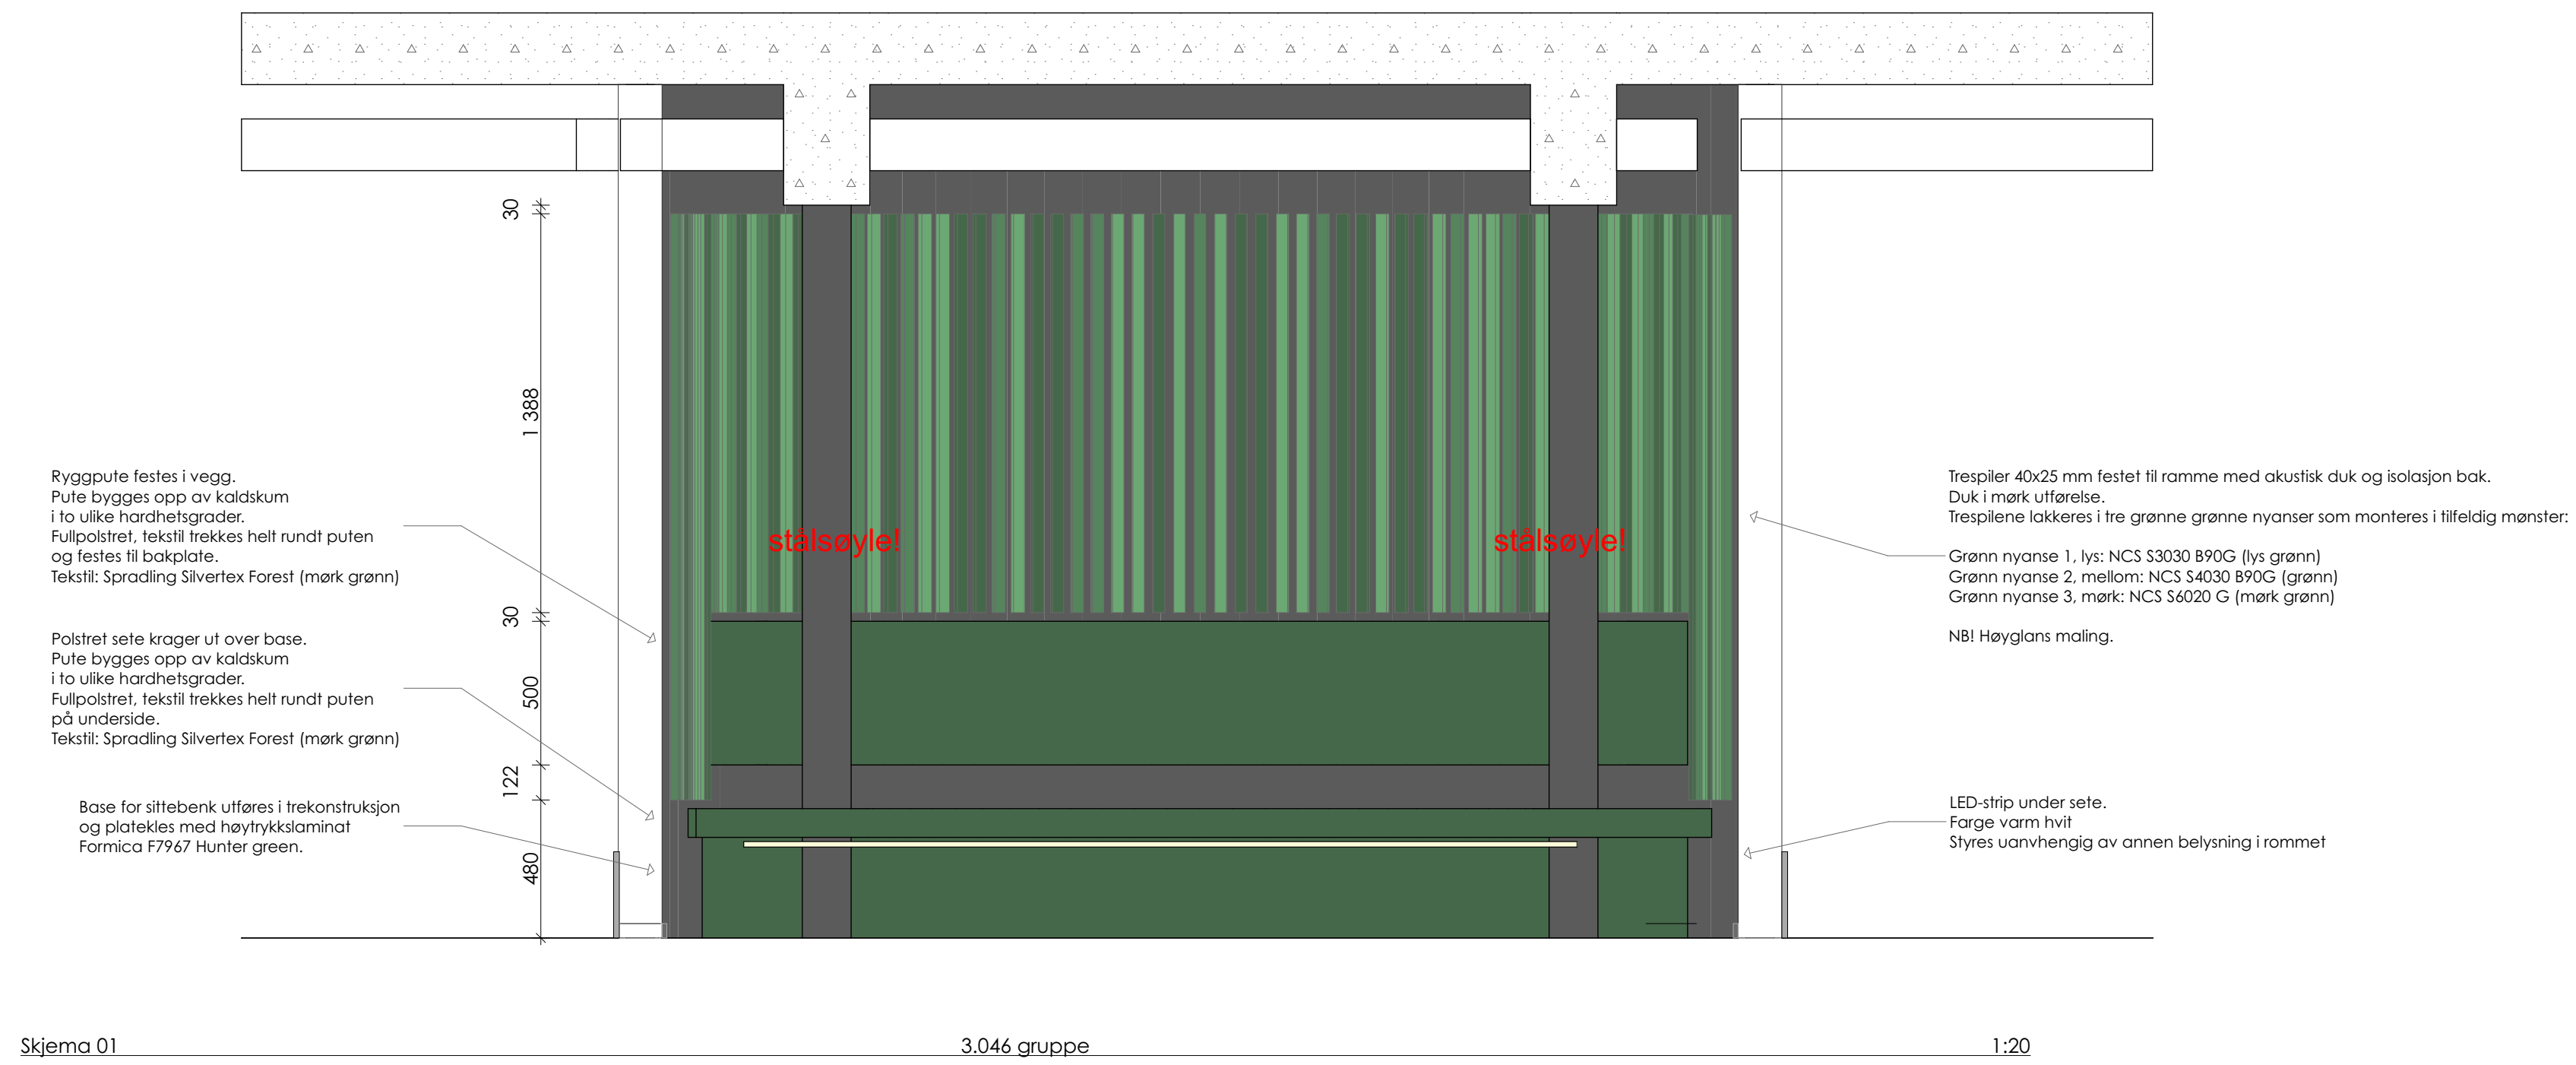 30
1 388
30
500
122
480
Ryggpute festes i vegg.
Pute bygges opp av kaldskum
i to ulike hardhetsgrader.
Fullpolstret, tekstil trekkes helt rundt puten
og festes til bakplate.
Tekstil: Spradling Silvertex Forest (mørk grønn)
Polstret sete krager ut over base.
Pute bygges opp av kaldskum
i to ulike hardhetsgrader.
Fullpolstret, tekstil trekkes helt rundt puten
på underside.
Tekstil: Spradling Silvertex Forest (mørk grønn)
Base for sittebenk utføres i trekonstruksjon
og platekles med høytrykkslaminat
Formica F7967 Hunter green.
stålsøyle!
stålsøyle!
Trespiler 40x25 mm festet til ramme med akustisk duk og isolasjon bak.
Duk i mørk utførelse.
Trespilene lakkeres i tre grønne grønne nyanser som monteres i tilfeldig mønster:
Grønn nyanse 1, lys: NCS S3030 B90G (lys grønn)
Grønn nyanse 2, mellom: NCS S4030 B90G (grønn)
Grønn nyanse 3, mørk: NCS S6020 G (mørk grønn)
NB! Høyglans maling.
LED-strip under sete.
Farge varm hvit
Styres uanvhengig av annen belysning i rommet
Skjema 01
3.046 gruppe
1:20